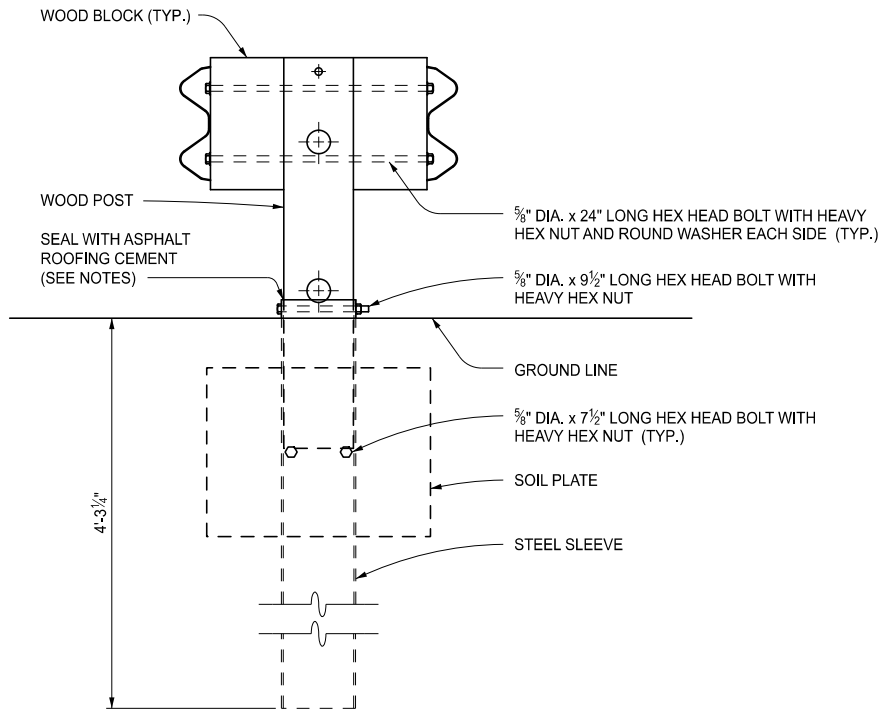 WOOD BLOCK (TYP.)
WOOD POST
SEAL WITH ASPHALT
ROOFING CEMENT
(SEE NOTES)
⅝" DIA. x 24" LONG HEX HEAD BOLT WITH HEAVY
HEX NUT AND ROUND WASHER EACH SIDE (TYP.)
⅝" DIA. x 9½" LONG HEX HEAD BOLT WITH
HEAVY HEX NUT
GROUND LINE
⅝" DIA. x 7½" LONG HEX HEAD BOLT WITH
HEAVY HEX NUT (TYP.)
SOIL PLATE
4'-3¼"
STEEL SLEEVE